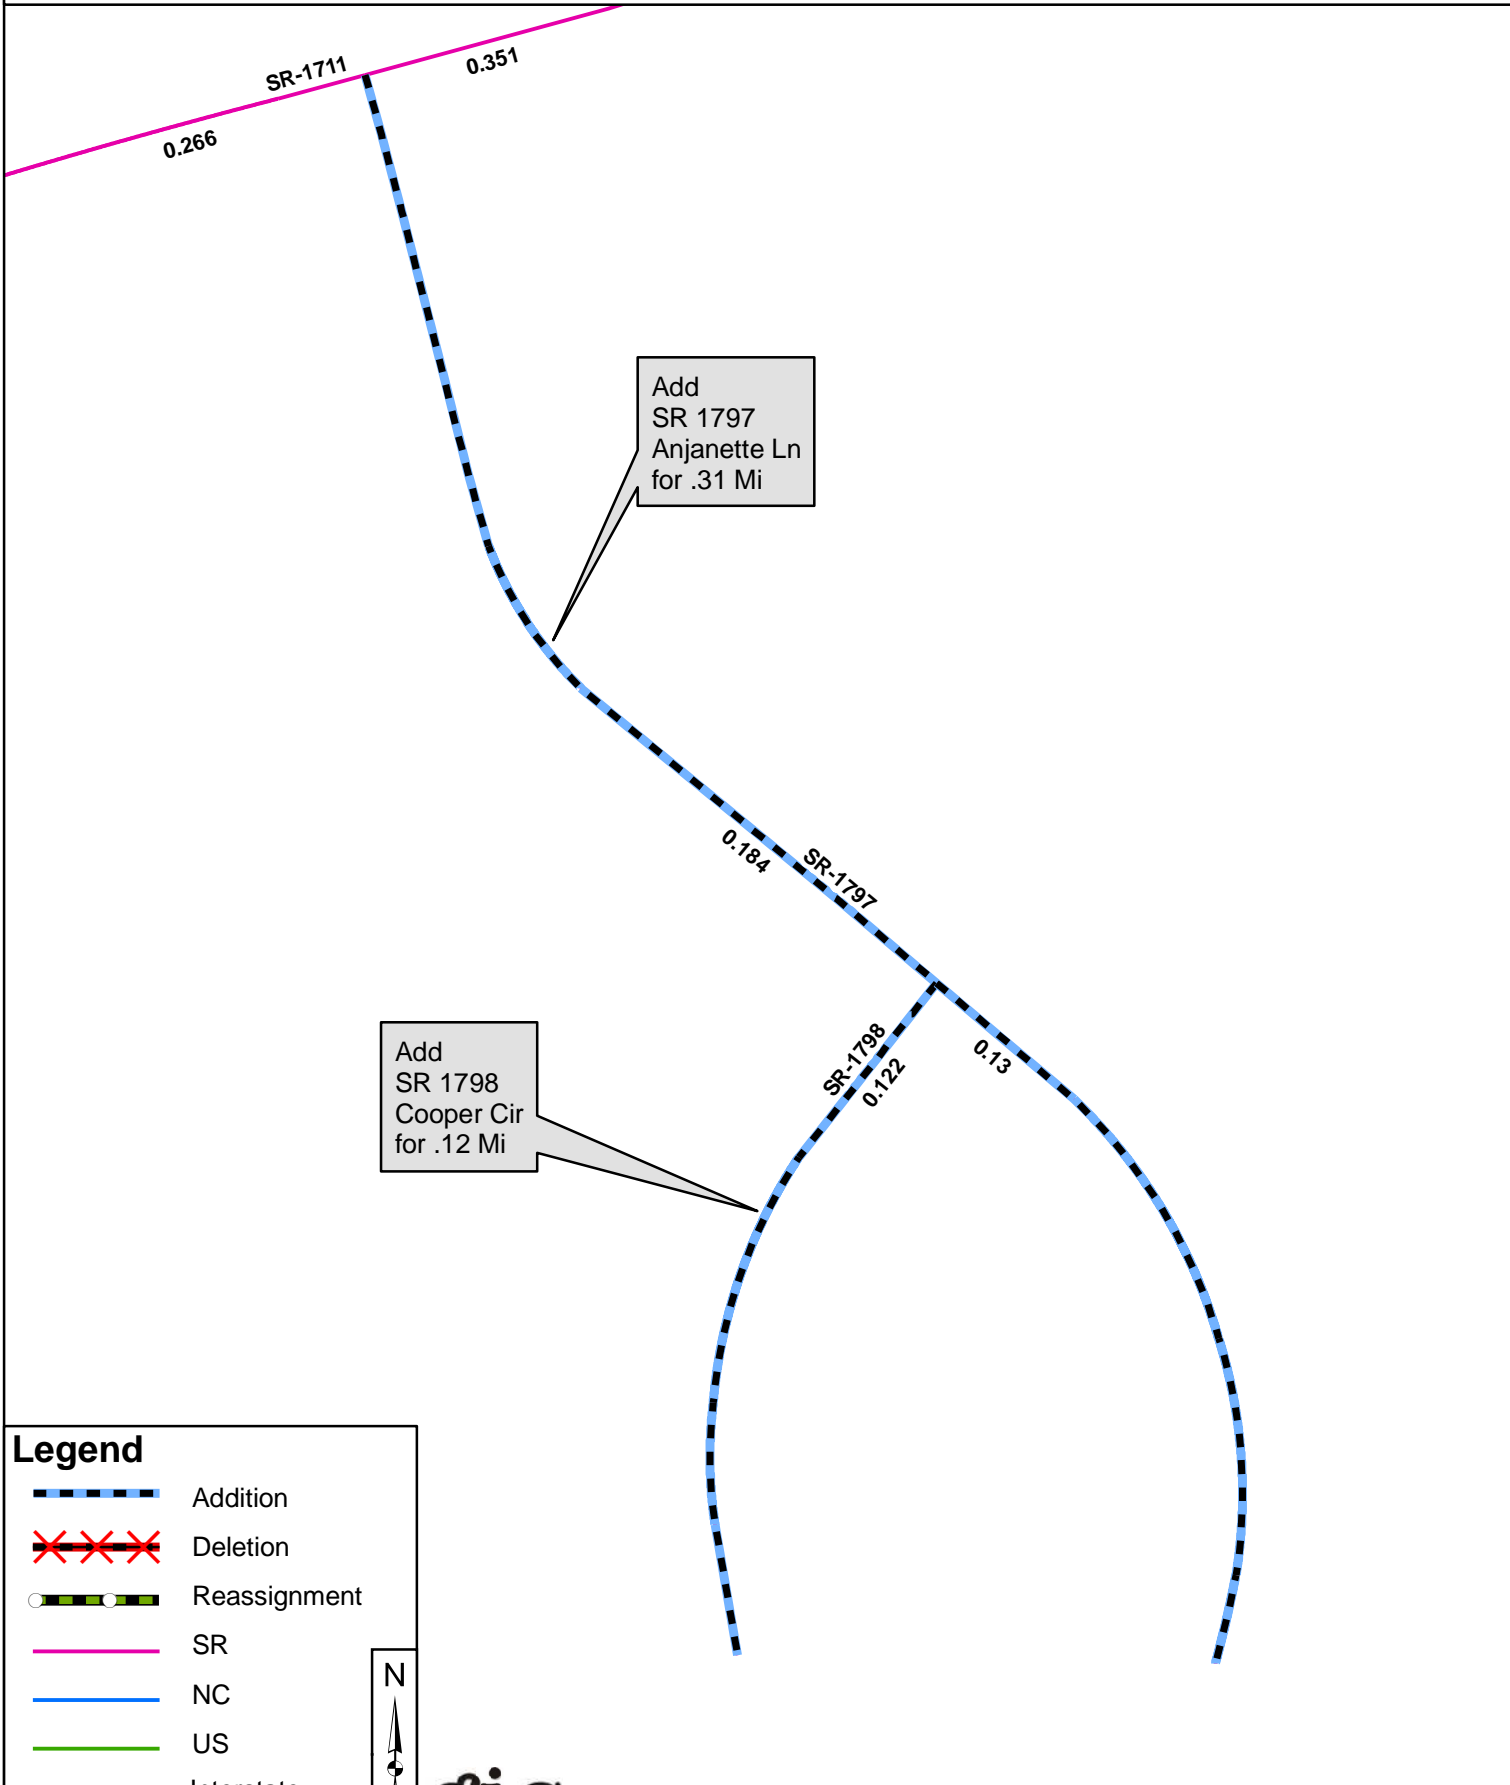 SR-1711
0.351
0.266
Add
SR 1797
Anjanette Ln
for .31 Mi
0.184
SR-1797
Add
SR 1798
Cooper Cir
for .12 Mi
SR-1798
0.122
0.13
Legend
Addition
Deletion
Reassignment
SR
NC
US
Interstate
N